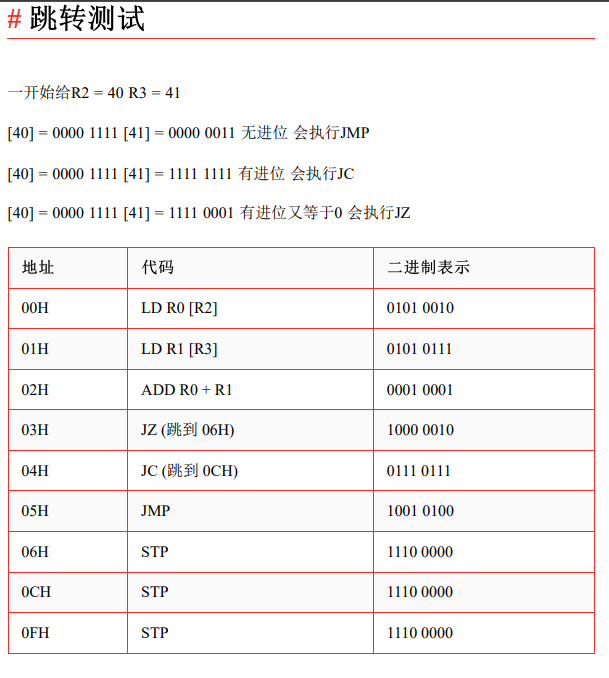 # 跳转测试
一开始给R2 = 40 R3 = 41
[40] = 0000 1111 [41] = 0000 0011 无进位 会执行JMP
[40] = 0000 1111 [41] = 1111 1111 有进位 会执行JC
[40] = 0000 1111 [41] = 1111 0001 有进位又等于0 会执行JZ
地址 代码 二进制表示
00H LD R0 [R2] 0101 0010
01H LD R1 [R3] 0101 0111
02H ADD R0 + R1 0001 0001
03H JZ (跳到 06H) 1000 0010
04H JC (跳到 0CH) 0111 0111
05H JMP 1001 0100
06H STP 1110 0000
0CH STP 1110 0000
0FH STP 1110 0000